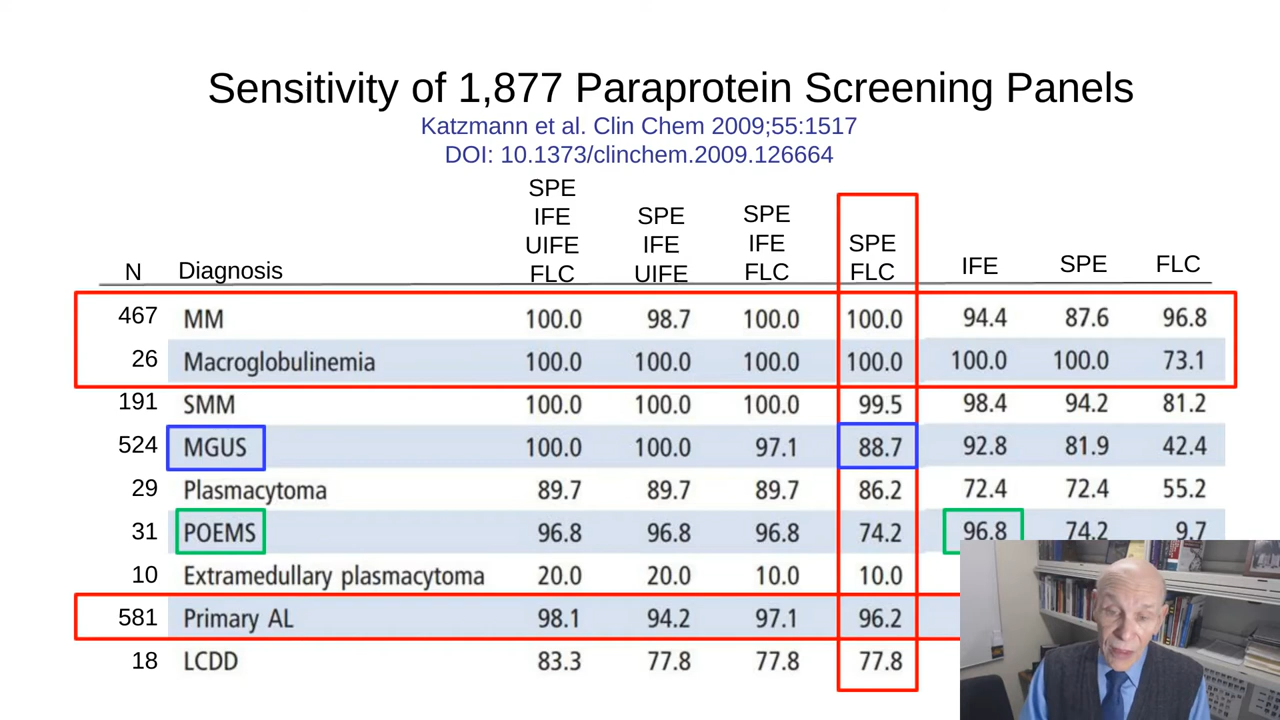 Sensitivity of 1,877 Paraprotein Screening Panels
Katzmann et al. Clin Chem 2009;55:1517
DOI: 10.1373/clinchem.2009.126664
SPE
IFE SPE SPE
UIFE IFE IFE SPE
N Diagnosis FLC UIFE FLC FLC IFE SPE FLC
467 MM 100.0 98.7 100.0 100.0 94.4 87.6 96.8
26 Macroglobulinemia 100.0 100.0 100.0 100.0 100.0 100.0 73.1
191 SMM 100.0 100.0 100.0 99.5 98.4 94.2 81.2
524 MGUS 100.0 100.0 97.1 88.7 92.8 81.9 42.4
29 Plasmacytoma 89.7 89.7 89.7 86.2 72.4 72.4 55.2
31 POEMS 96.8 96.8 96.8 74.2 96.8 74.2 9.7
10 Extramedullary plasmacytoma 20.0 20.0 10.0 10.0
581 Primary AL 98.1 94.2 97.1 96.2
18 LCDD 83.3 77.8 77.8 77.8